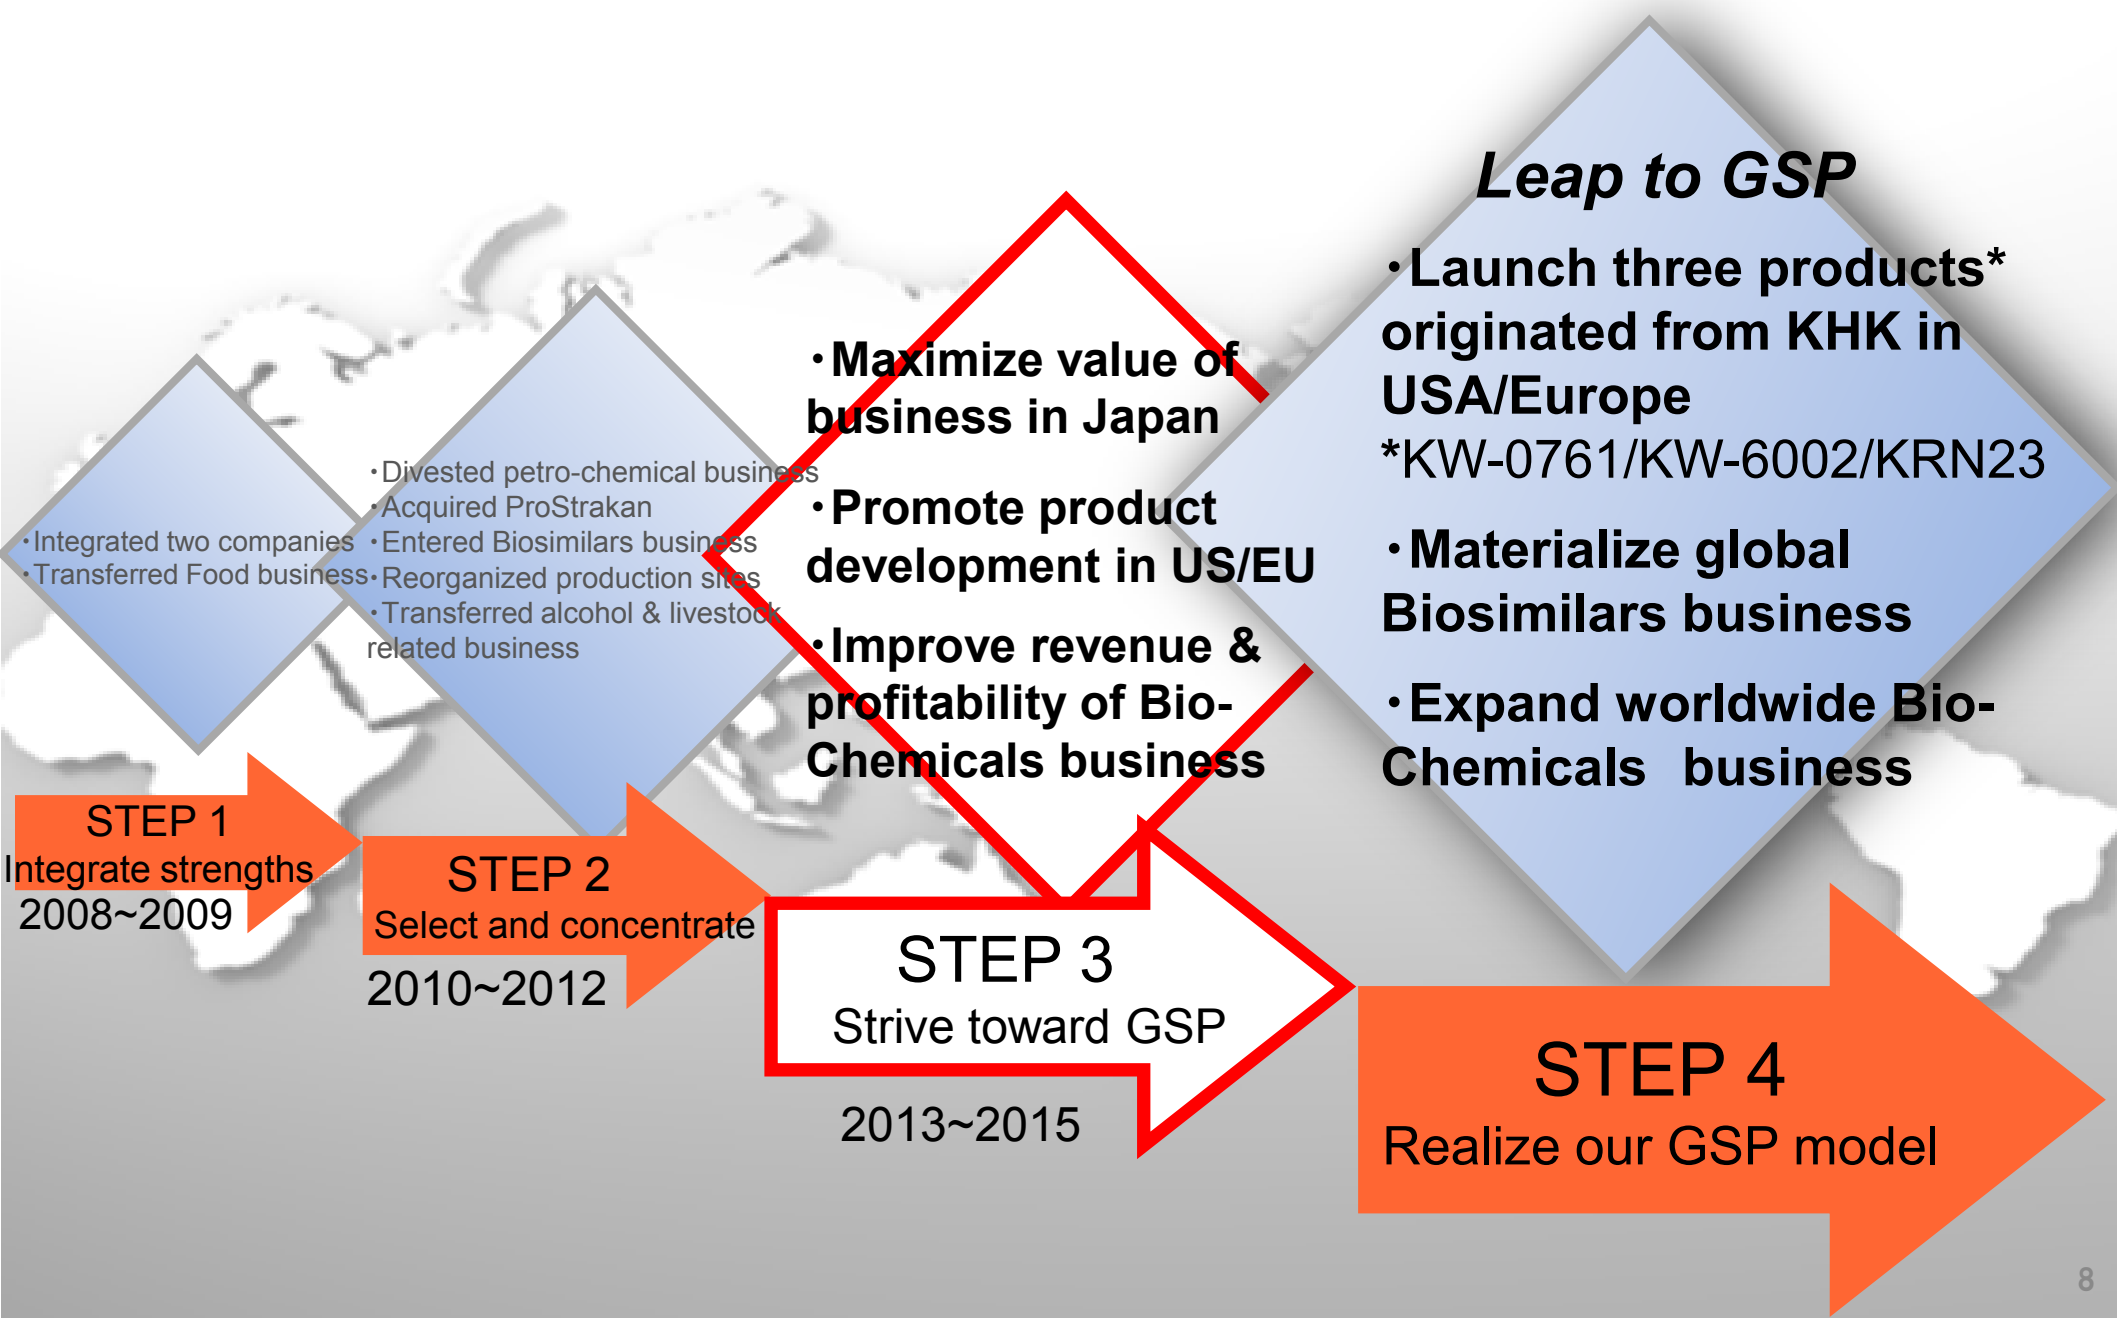 ・Integrated two companies
・Transferred Food business
STEP 1
Integrate strengths
2008~2009
・Divested petro-chemical business
・Acquired ProStrakan
・Entered Biosimilars business
・Reorganized production sites
・Transferred alcohol & livestock
related business
STEP 2
Select and concentrate
2010~2012
・Maximize value of
business in Japan
・Promote product
development in US/EU
・Improve revenue &
profitability of Bio-
Chemicals business
STEP 3
Strive toward GSP
2013~2015
Leap to GSP
・Launch three products*
originated from KHK in
USA/Europe
*KW-0761/KW-6002/KRN23
・Materialize global
Biosimilars business
・Expand worldwide Bio-
Chemicals business
STEP 4
Realize our GSP model
8